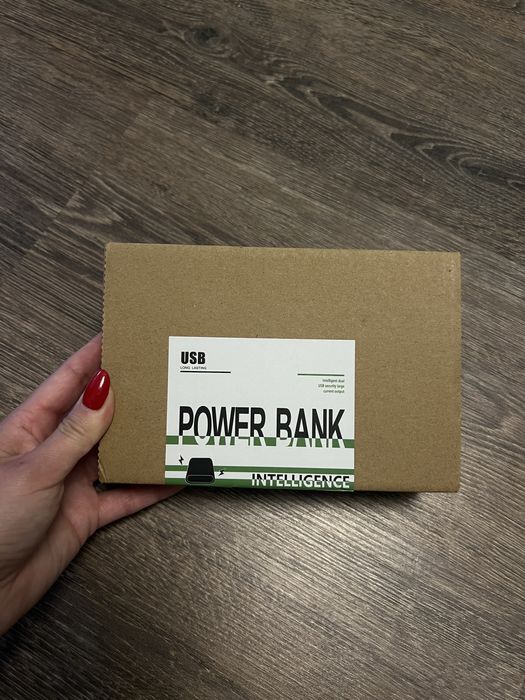 USB
LONG LASTING
Intelligent dual
USB security large
current output
POWER BANK
INTELLIGENCE